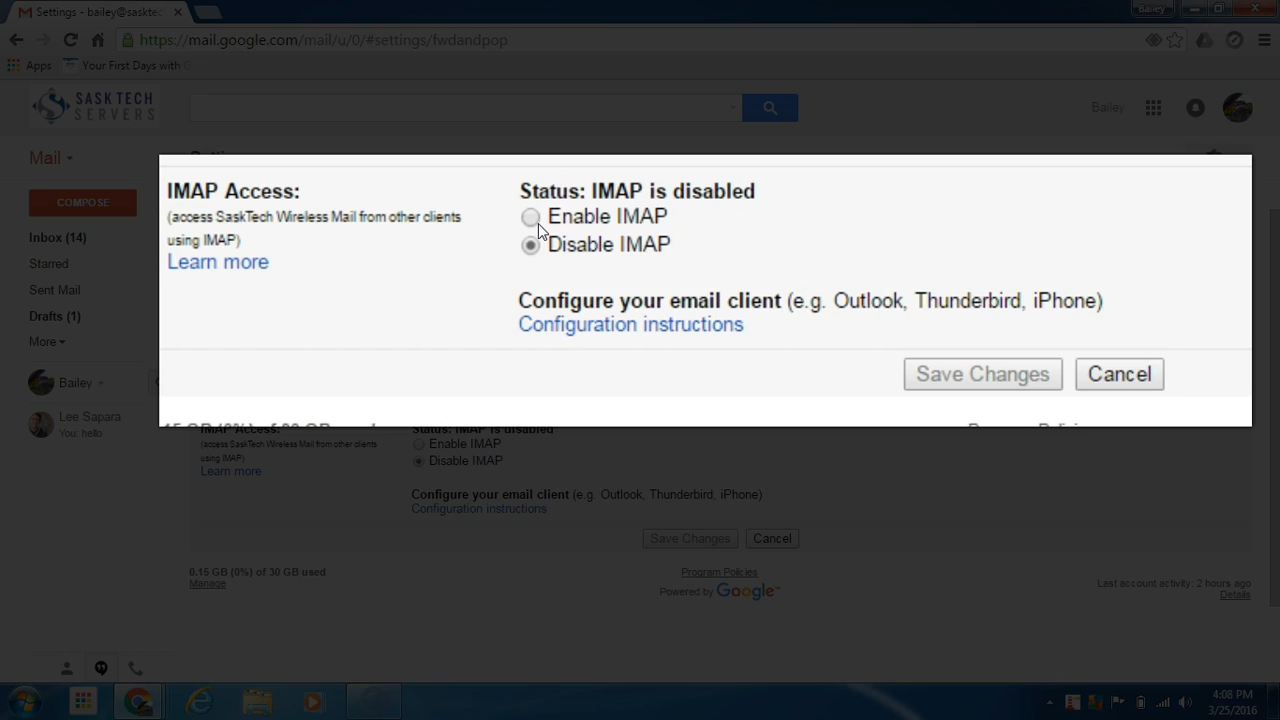 Settings - bailey@saskte
Bailey
https://mail.google.com/mail/u/0/#settings/fwdandpop
Apps
Your First Days with G
SASK TECH
SERVERS
Bailey
Mail
COMPOSE
Inbox (14)
Starred
Sent Mail
Drafts (1)
More
Bailey
Lee Sapara
You: hello
IMAP Access:
(access SaskTech Wireless Mail from other clients
using IMAP)
Learn more
Status: IMAP is disabled
Enable IMAP
Disable IMAP
Configure your email client (e.g. Outlook, Thunderbird, iPhone)
Configuration instructions
Save Changes
Cancel
IMAP Access:
(access SaskTech Wireless Mail from other clients
using IMAP)
Learn more
Status: IMAP is disabled
Enable IMAP
Disable IMAP
Configure your email client (e.g. Outlook, Thunderbird, iPhone)
Configuration instructions
Save Changes
Cancel
0.15 GB (0%) of 30 GB used
Manage
Program Policies
Powered by Google™
Last account activity: 2 hours ago
Details
4:08 PM
3/25/2016